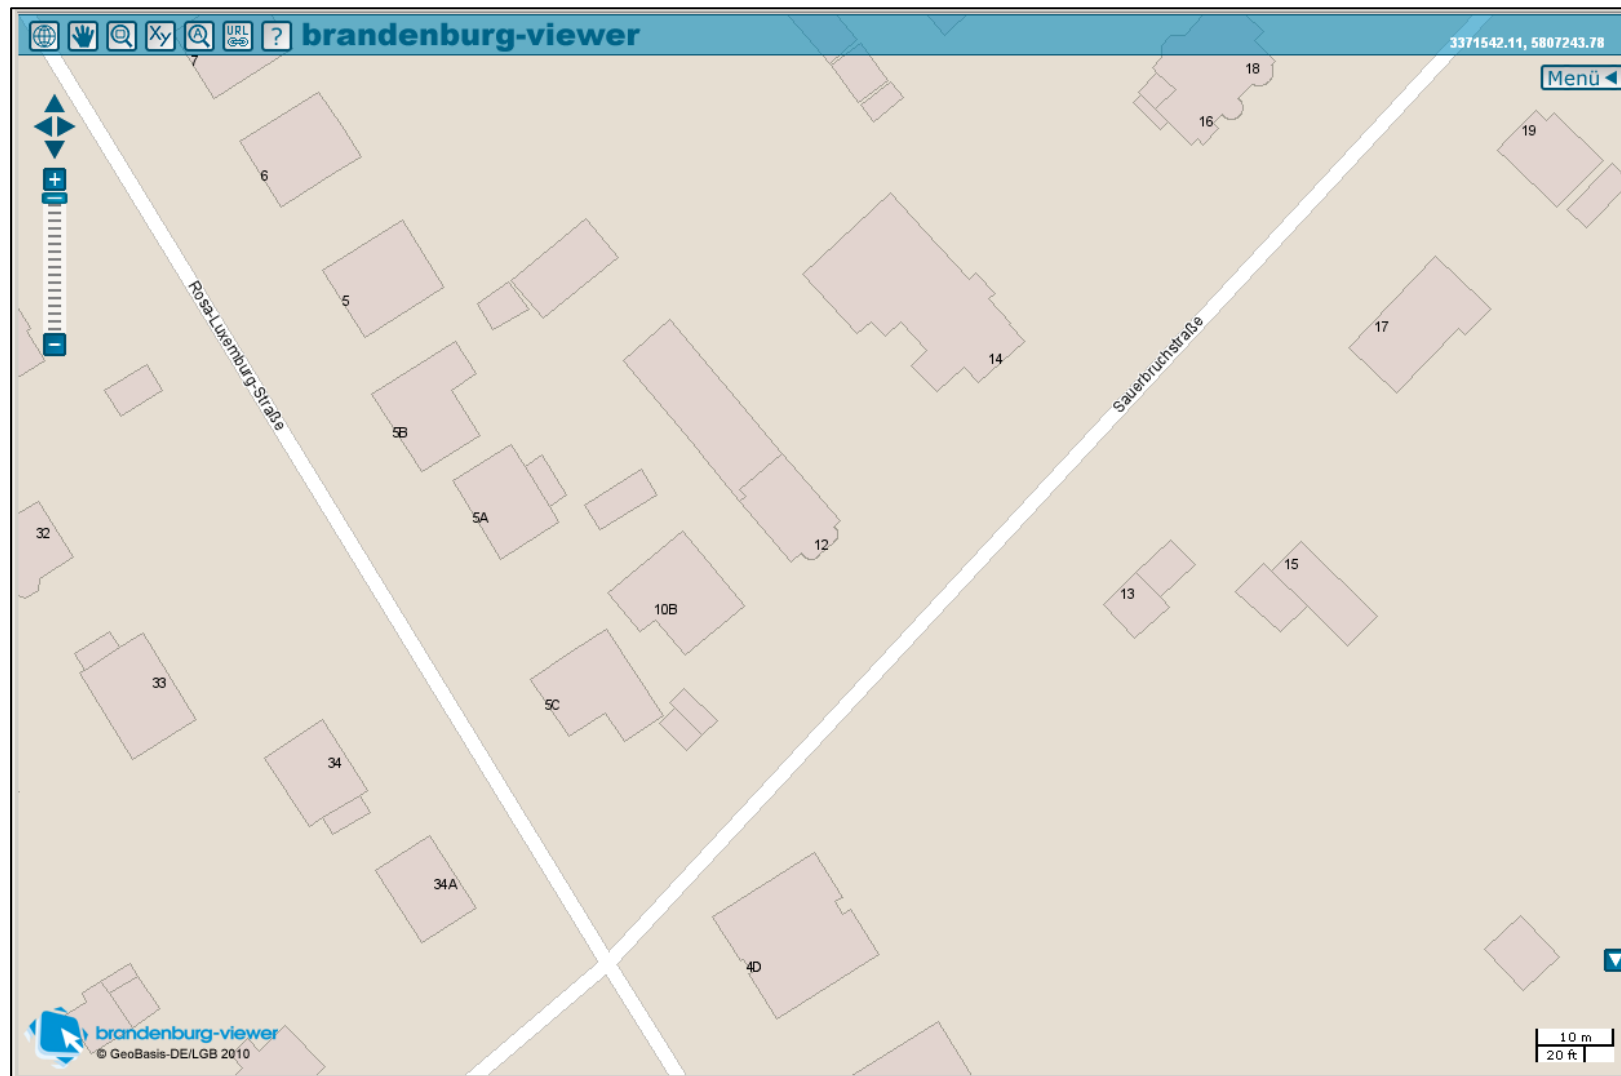 Xy
A
URL
?
brandenburg-viewer
3371542.11, 5807243.78
Menü
7
18
16
19
6
5
Rosa-Luxemburg-Straße
14
Sauerbruchstraße
17
5B
5A
32
12
15
13
10B
33
5C
34
34A
4D
brandenburg-viewer
© GeoBasis-DE/LGB 2010
10 m
20 ft